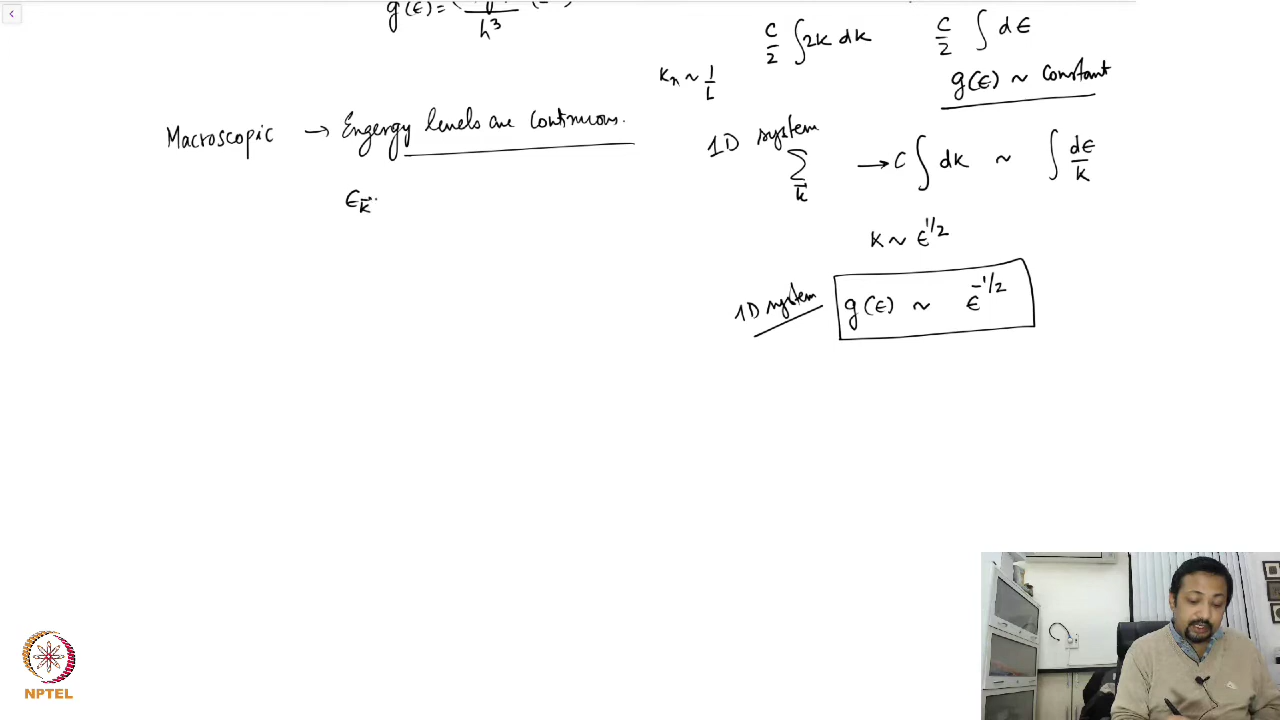 g(ε) = h³
Macroscopic → Engergy levels are continuous.
ε_k⃗
C/2 ∫2k dk C/2 ∫ dε
kₙ ~ 1/L
g(ε) ~ constant
1D system
∑_k⃗ → C ∫ dk ~ ∫ dε/k
k ~ ε^1/2
1D system g(ε) ~ ε^-1/2
NPTEL